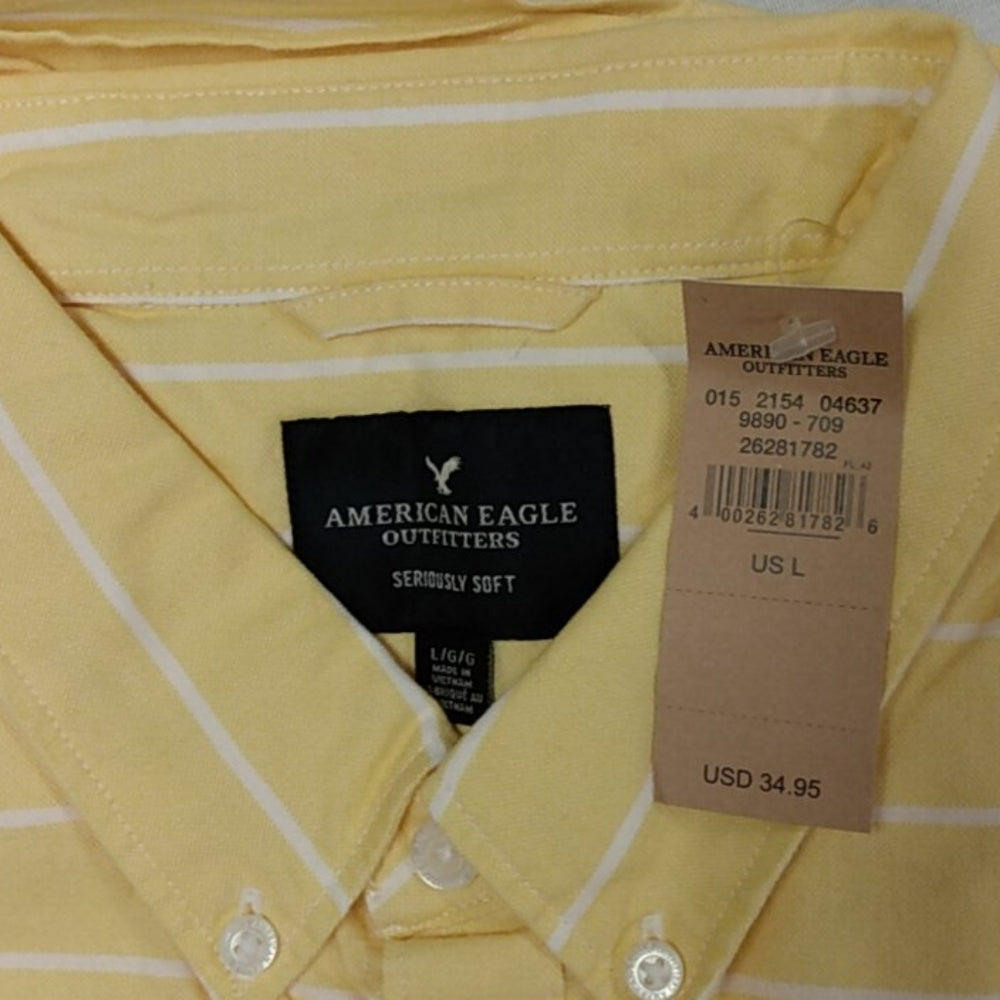 AMERICAN EAGLE
OUTFITTERS
SERIOUSLY SOFT
L/G/G
MADE IN
VIETNAM
AU
AMERICAN EAGLE
OUTFITTERS
015 2154 04637
9890 - 709
26281782
4 00262 81782 6
US L
USD 34.95